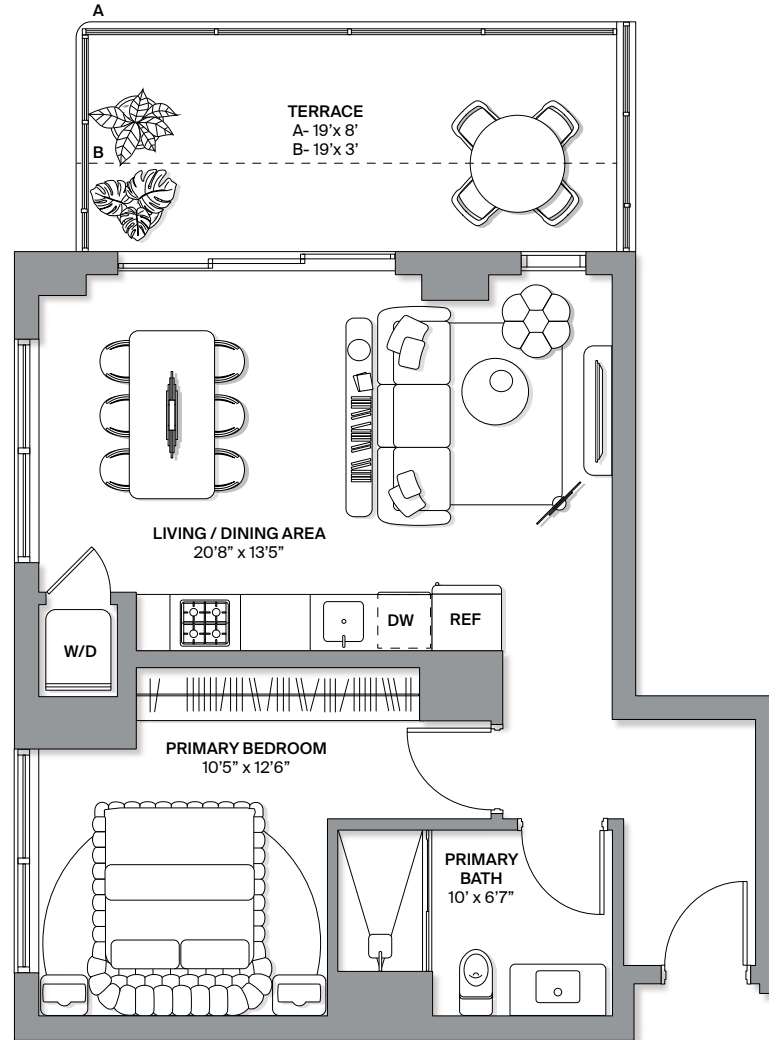 A
TERRACE
A- 19’x 8’
B- 19’x 3’
B
LIVING / DINING AREA
20’8” x 13’5”
DW
REF
W/D
PRIMARY BEDROOM
10’5” x 12’6”
PRIMARY
BATH
10’ x 6’7”